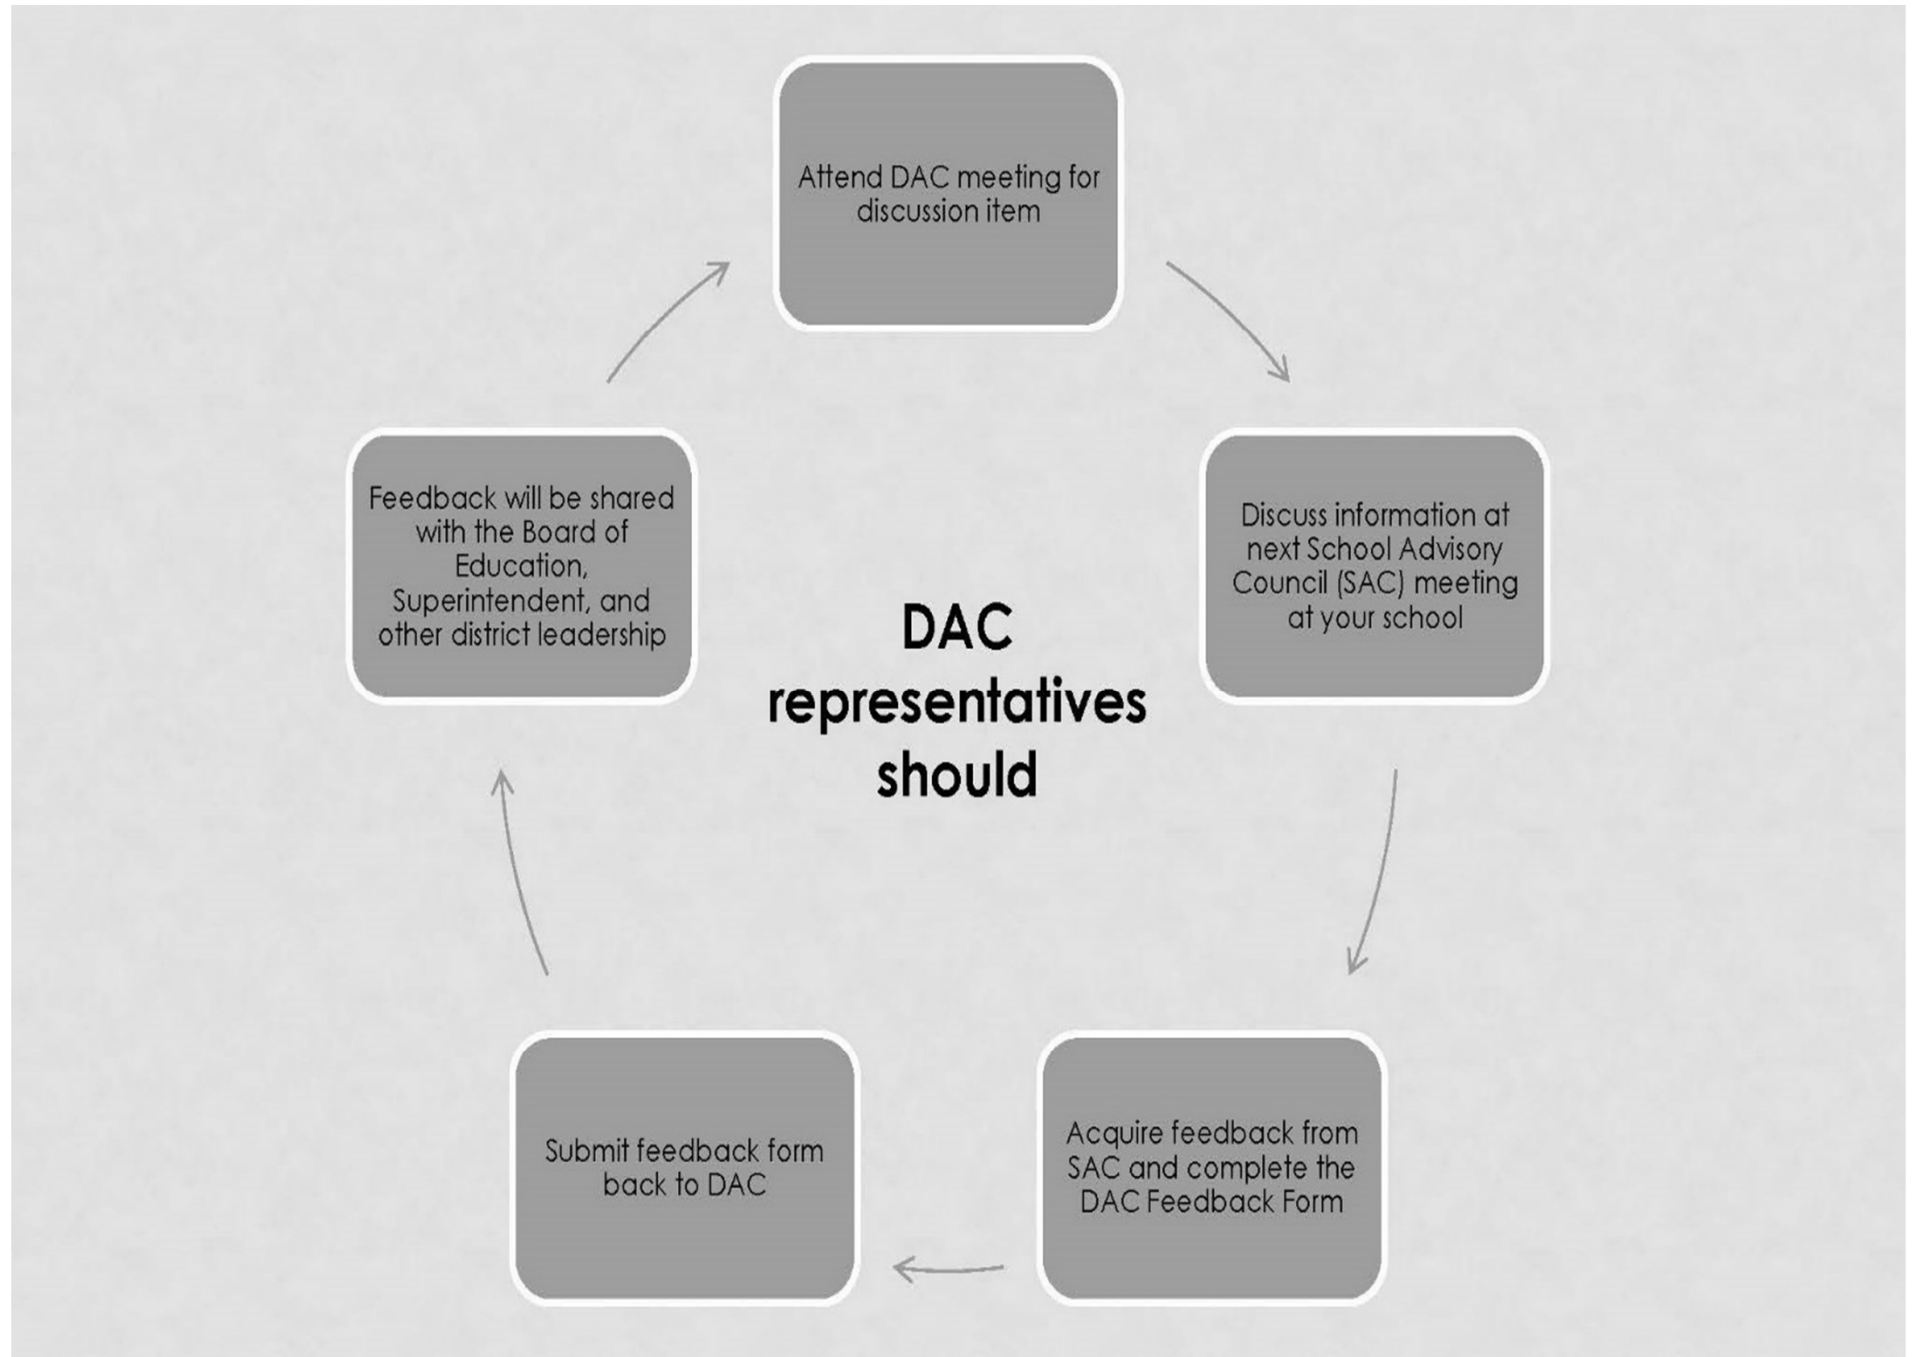 Attend DAC meeting for
discussion item
Discuss information at
next School Advisory
Council (SAC) meeting
at your school
Acquire feedback from
SAC and complete the
DAC Feedback Form
Submit feedback form
back to DAC
Feedback will be shared
with the Board of
Education,
Superintendent, and
other district leadership
DAC
representatives
should